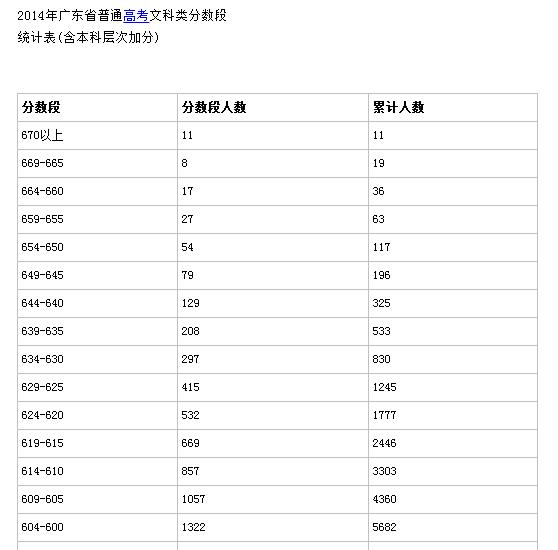 2014年广东省普通高考文科类分数段
统计表(含本科层次加分)
分数段 分数段人数 累计人数
670以上 11 11
669-665 8 19
664-660 17 36
659-655 27 63
654-650 54 117
649-645 79 196
644-640 129 325
639-635 208 533
634-630 297 830
629-625 415 1245
624-620 532 1777
619-615 669 2446
614-610 857 3303
609-605 1057 4360
604-600 1322 5682